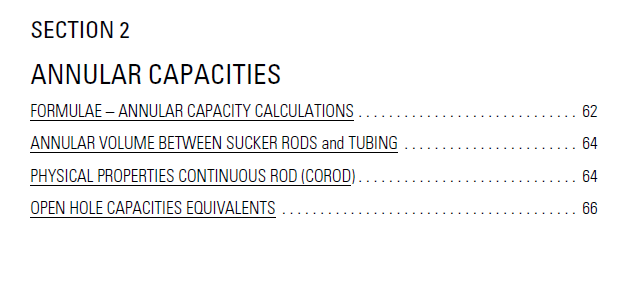 SECTION 2
ANNULAR CAPACITIES
FORMULAE – ANNULAR CAPACITY CALCULATIONS . . . . . . . . . . . . . . . . . . . . . . . . . . . . 62
ANNULAR VOLUME BETWEEN SUCKER RODS and TUBING . . . . . . . . . . . . . . . . . . . . . . 64
PHYSICAL PROPERTIES CONTINUOUS ROD (COROD) . . . . . . . . . . . . . . . . . . . . . . . . . . . . 64
OPEN HOLE CAPACITIES EQUIVALENTS . . . . . . . . . . . . . . . . . . . . . . . . . . . . . . . . . . . . . . 66